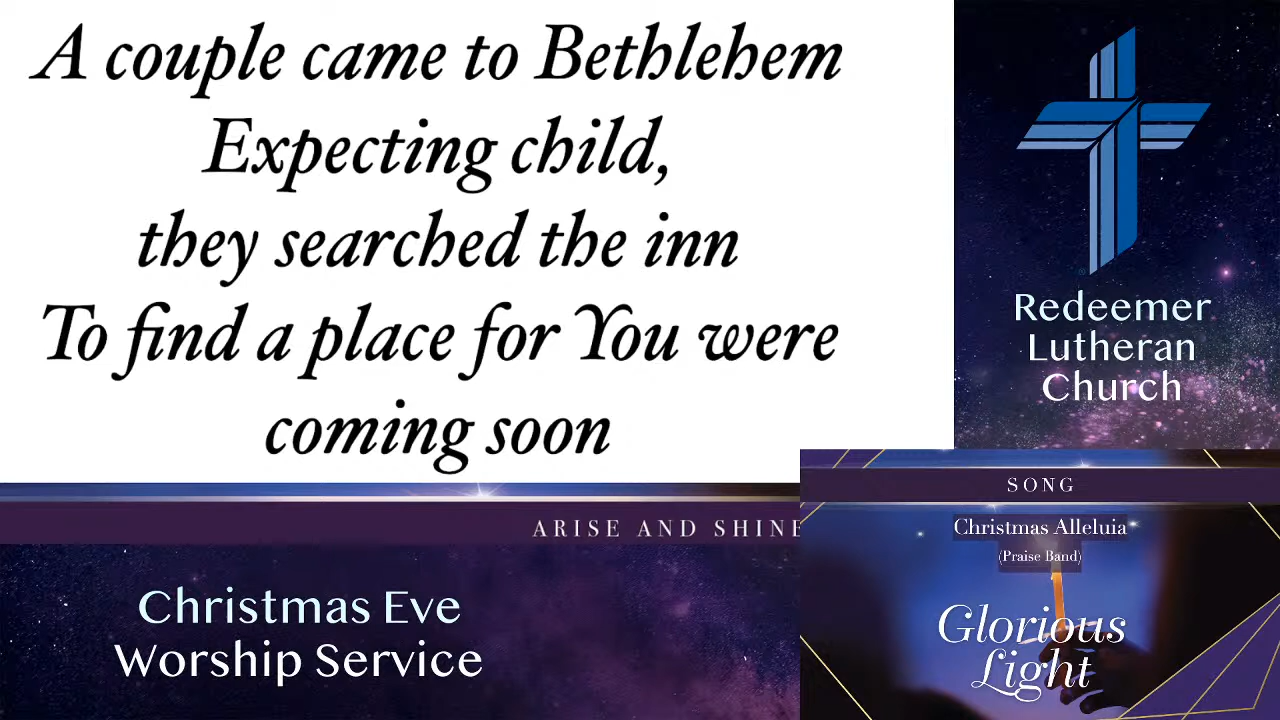 A couple came to Bethlehem
Expecting child,
they searched the inn
To find a place for You were
coming soon
Redeemer
Lutheran
Church
ARISE AND SHINE
Christmas Eve
Worship Service
SONG
Christmas Alleluia
(Praise Band)
Glorious
Light